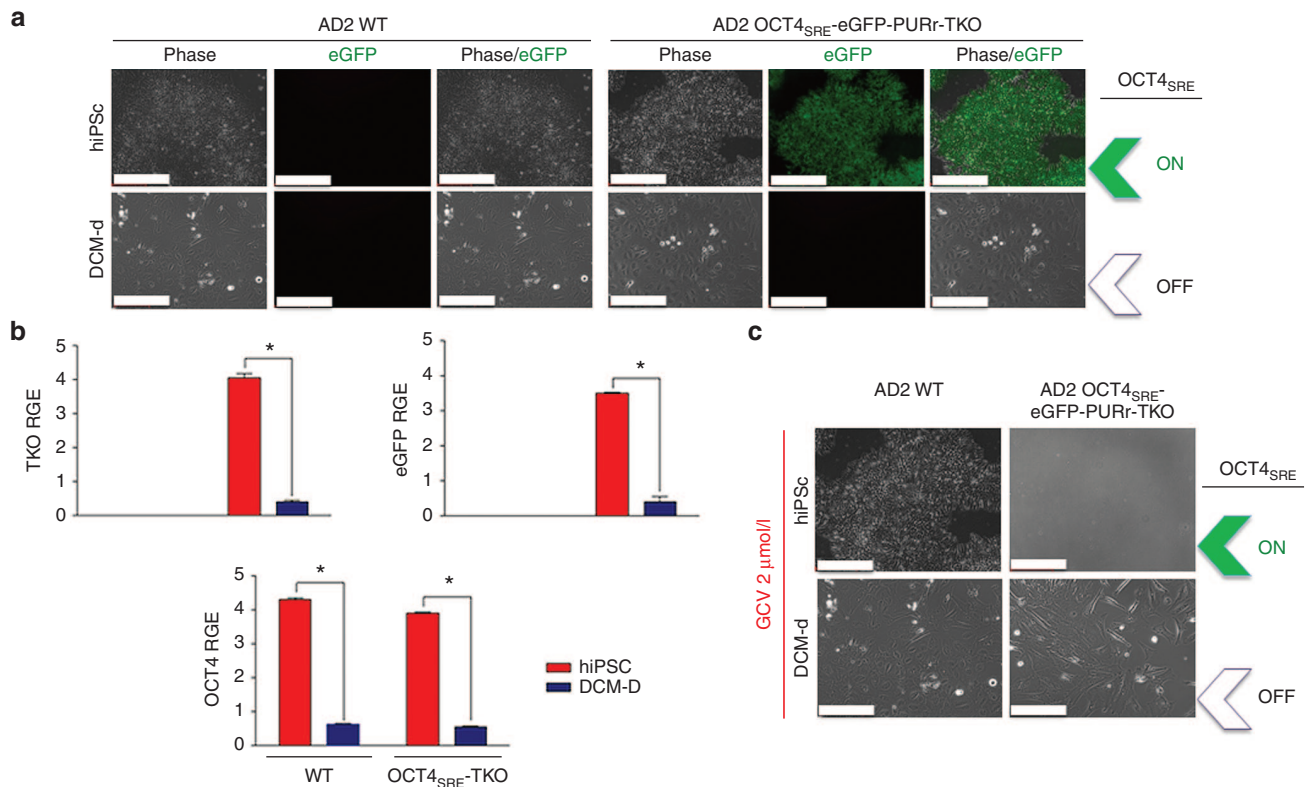 a
AD2 WT
AD2 OCT4SRE-eGFP-PURr-TKO
Phase
eGFP
Phase/eGFP
Phase
eGFP
Phase/eGFP
OCT4SRE
hiPSc
ON
DCM-d
OFF
b
5
4
3
2
1
0
TKO RGE
*
5
4
3
2
1
0
eGFP RGE
*
5
4
3
2
1
0
OCT4 RGE
*
*
hiPSC
DCM-D
WT
OCT4SRE-TKO
c
AD2 WT
AD2 OCT4SRE-
eGFP-PURr-TKO
OCT4SRE
GCV 2 μmol/l
hiPSc
ON
DCM-d
OFF